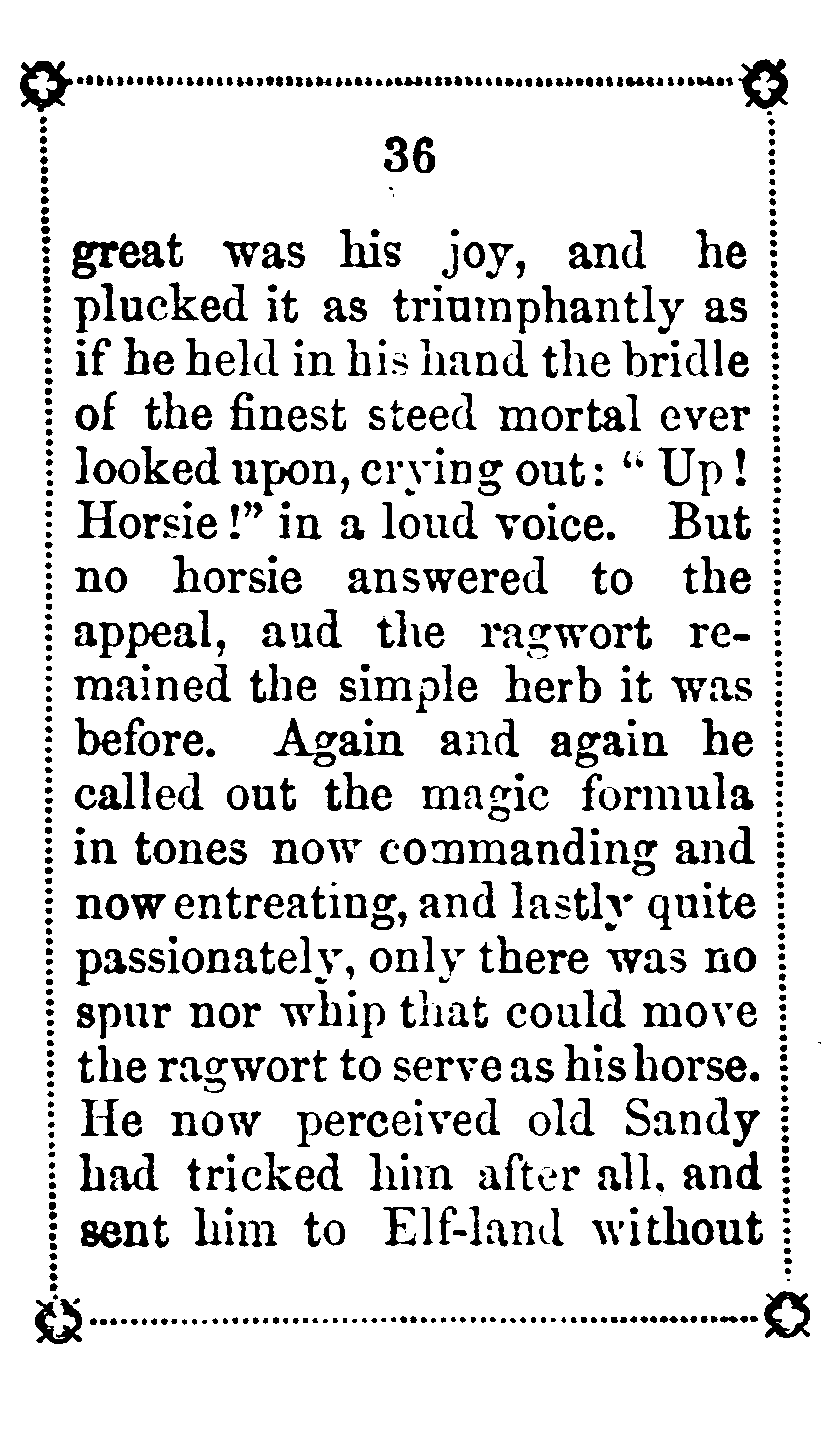 36
great was his joy, and he
plucked it as triumphantly as
if he held in his hand the bridle
of the finest steed mortal ever
looked upon, crying out: “ Up !
Horsie !” in a loud voice. But
no horsie answered to the
appeal, aud the ragwort re-
mained the simple herb it was
before. Again and again he
called out the magic formula
in tones now commanding and
now entreating, and lastly quite
passionately, only there was no
spur nor whip that could move
the ragwort to serve as his horse.
He now perceived old Sandy
had tricked him after all, and
sent him to Elf-land without